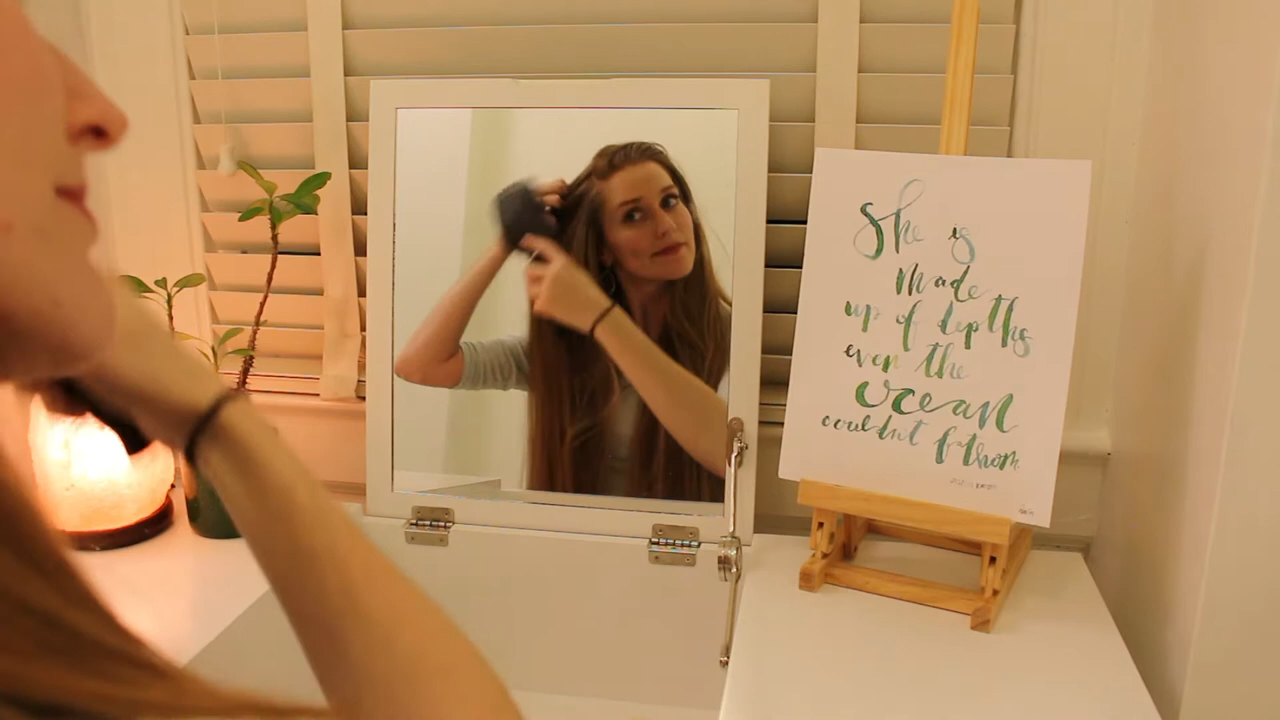 She is
made
up of depths
even the
ocean
couldn't fathom